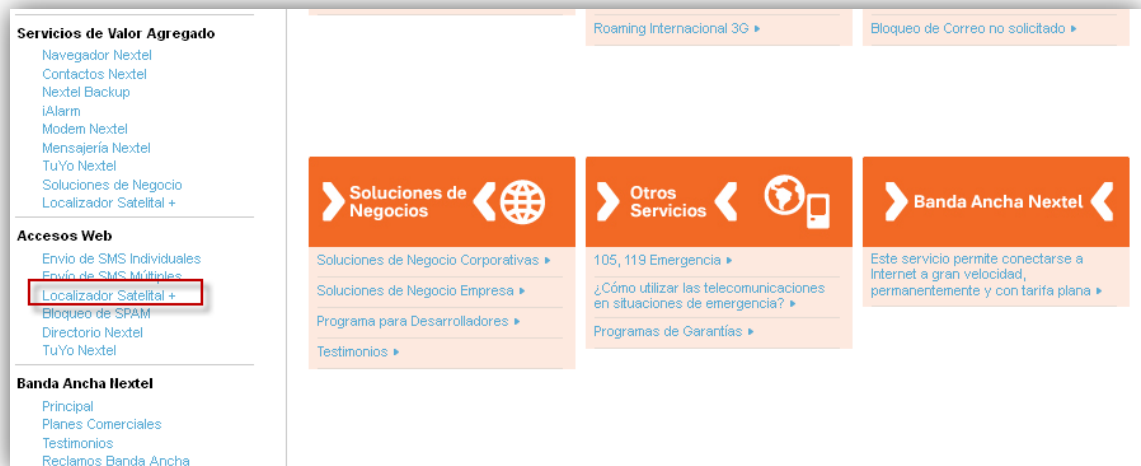 Servicios de Valor Agregado
Navegador Nextel
Contactos Nextel
Nextel Backup
iAlarm
Modem Nextel
Mensajería Nextel
TuYo Nextel
Soluciones de Negocio
Localizador Satelital +
Accesos Web
Envio de SMS Individuales
Envío de SMS Múltiples
Localizador Satelital +
Bloqueo de SPAM
Directorio Nextel
TuYo Nextel
Banda Ancha Nextel
Principal
Planes Comerciales
Testimonios
Reclamos Banda Ancha
Roaming Internacional 3G
Bloqueo de Correo no solicitado
Soluciones de
Negocios
Soluciones de Negocio Corporativas
Soluciones de Negocio Empresa
Programa para Desarrolladores
Testimonios
Otros
Servicios
105, 119 Emergencia
¿Cómo utilizar las telecomunicaciones
en situaciones de emergencia?
Programas de Garantías
Banda Ancha Nextel
Este servicio permite conectarse a
Internet a gran velocidad,
permanentemente y con tarifa plana